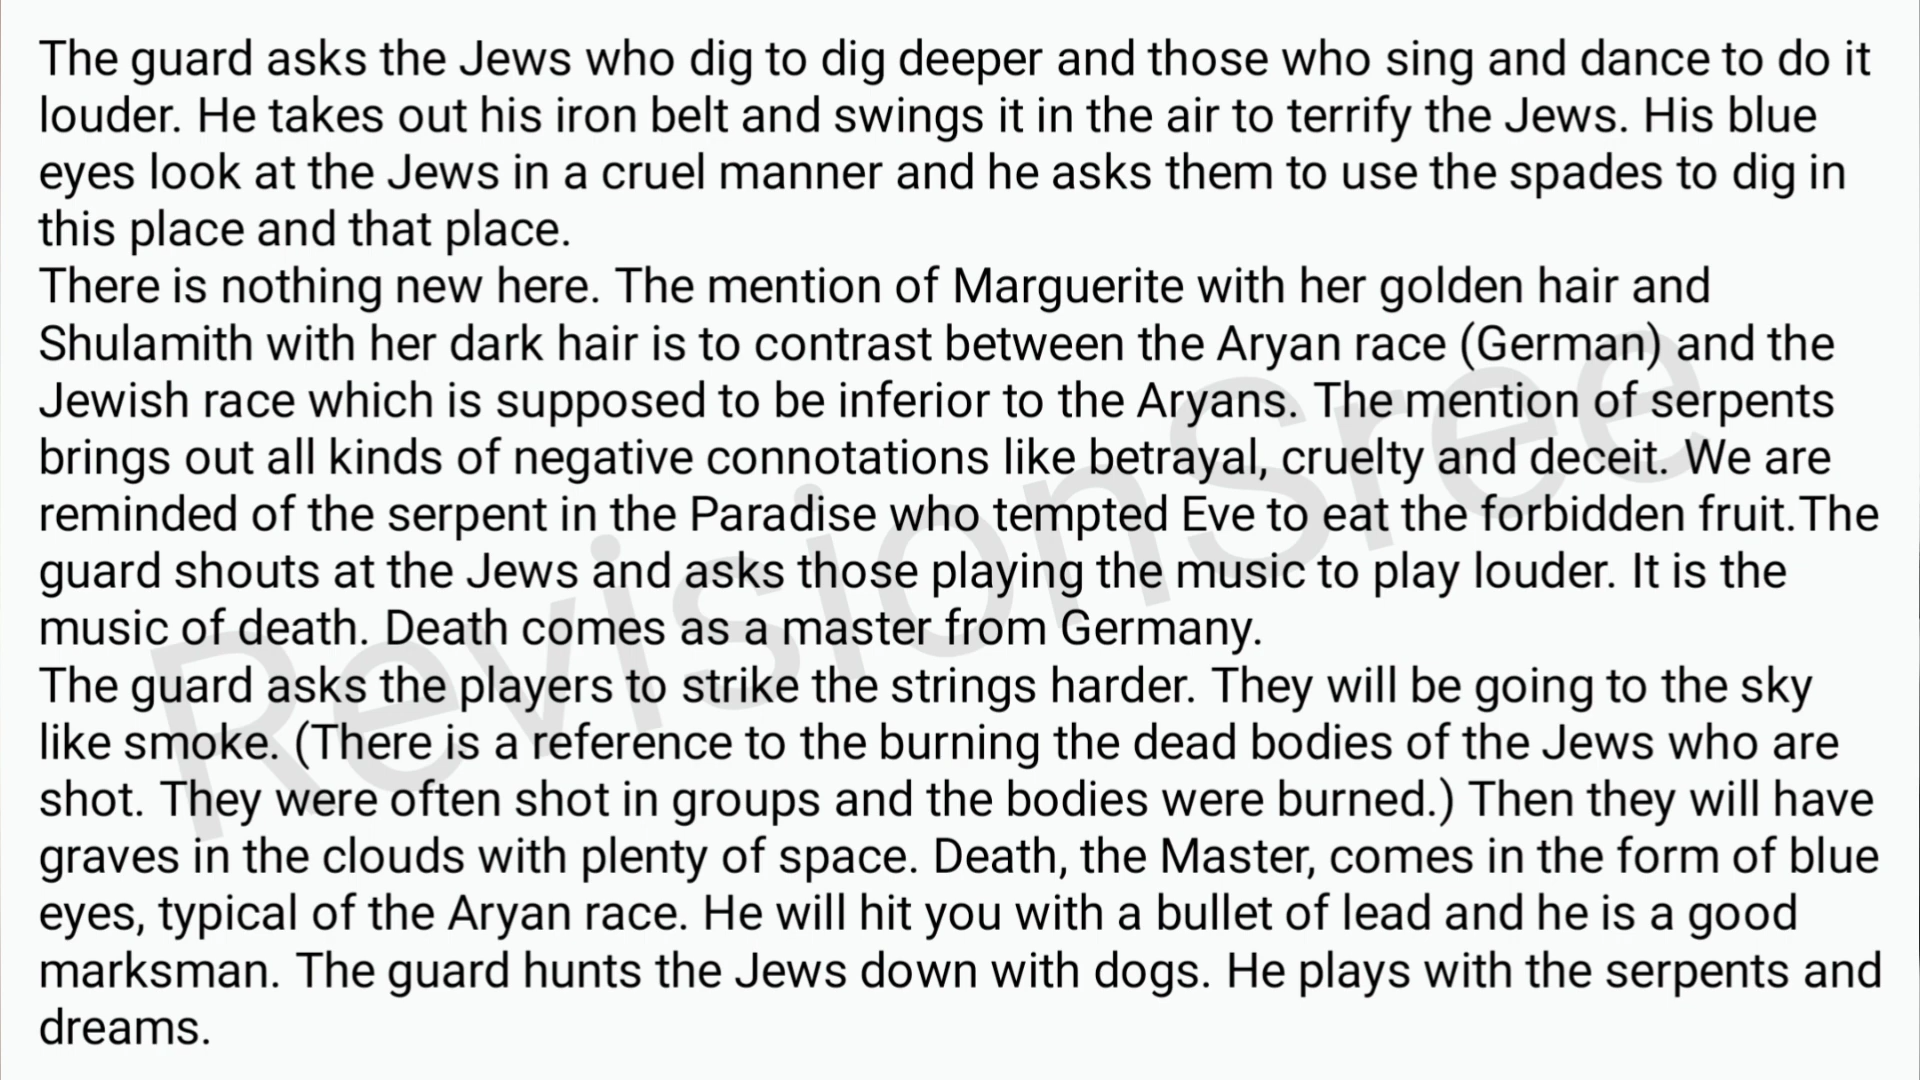 The guard asks the Jews who dig to dig deeper and those who sing and dance to do it
louder. He takes out his iron belt and swings it in the air to terrify the Jews. His blue
eyes look at the Jews in a cruel manner and he asks them to use the spades to dig in
this place and that place.
There is nothing new here. The mention of Marguerite with her golden hair and
Shulamith with her dark hair is to contrast between the Aryan race (German) and the
Jewish race which is supposed to be inferior to the Aryans. The mention of serpents
brings out all kinds of negative connotations like betrayal, cruelty and deceit. We are
reminded of the serpent in the Paradise who tempted Eve to eat the forbidden fruit.The
guard shouts at the Jews and asks those playing the music to play louder. It is the
music of death. Death comes as a master from Germany.
The guard asks the players to strike the strings harder. They will be going to the sky
like smoke. (There is a reference to the burning the dead bodies of the Jews who are
shot. They were often shot in groups and the bodies were burned.) Then they will have
graves in the clouds with plenty of space. Death, the Master, comes in the form of blue
eyes, typical of the Aryan race. He will hit you with a bullet of lead and he is a good
marksman. The guard hunts the Jews down with dogs. He plays with the serpents and
dreams.
RevisionSree